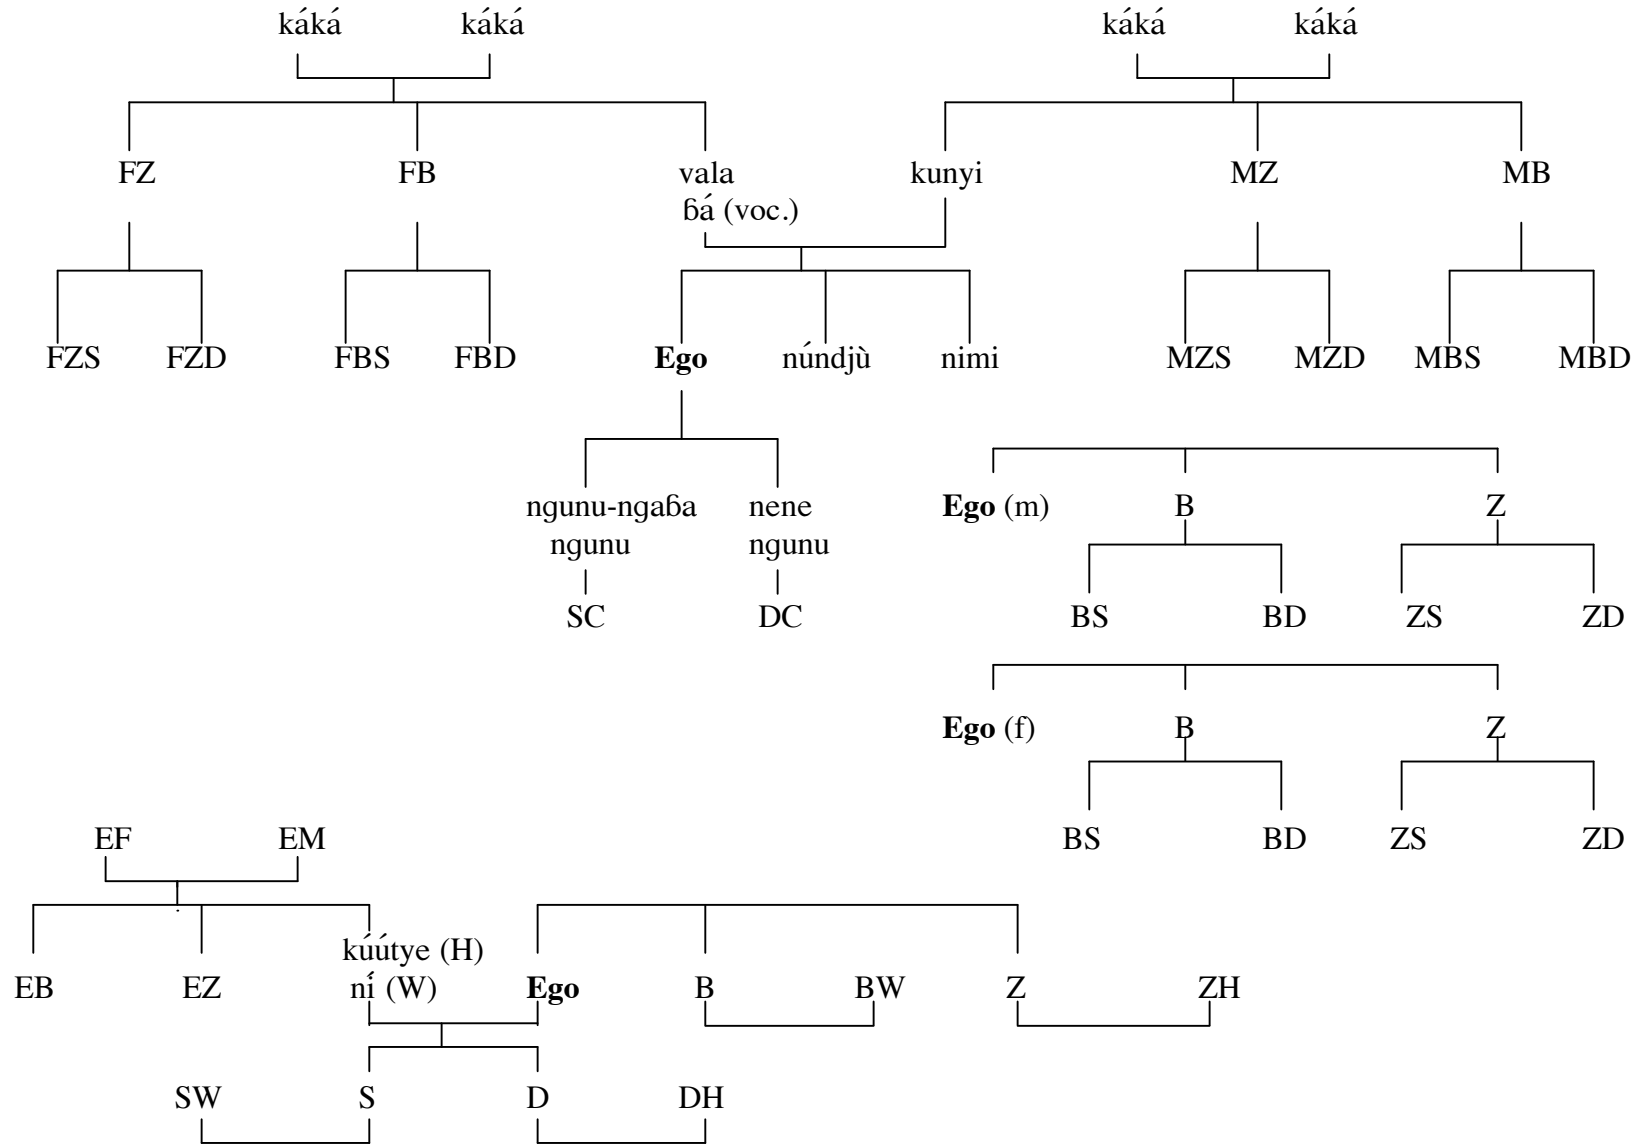 káká káká káká káká
FZ FB vala kunyi MZ MB
ɓá (voc.)
FZS FZD FBS FBD Ego núndjù nimi MZS MZD MBS MBD
ngunu-ngaɓa nene Ego (m) B Z
ngunu ngunu
SC DC BS BD ZS ZD
Ego (f) B Z
EF EM BS BD ZS ZD
kúútye (H)
EB EZ ní (W) Ego B BW Z ZH
SW S D DH